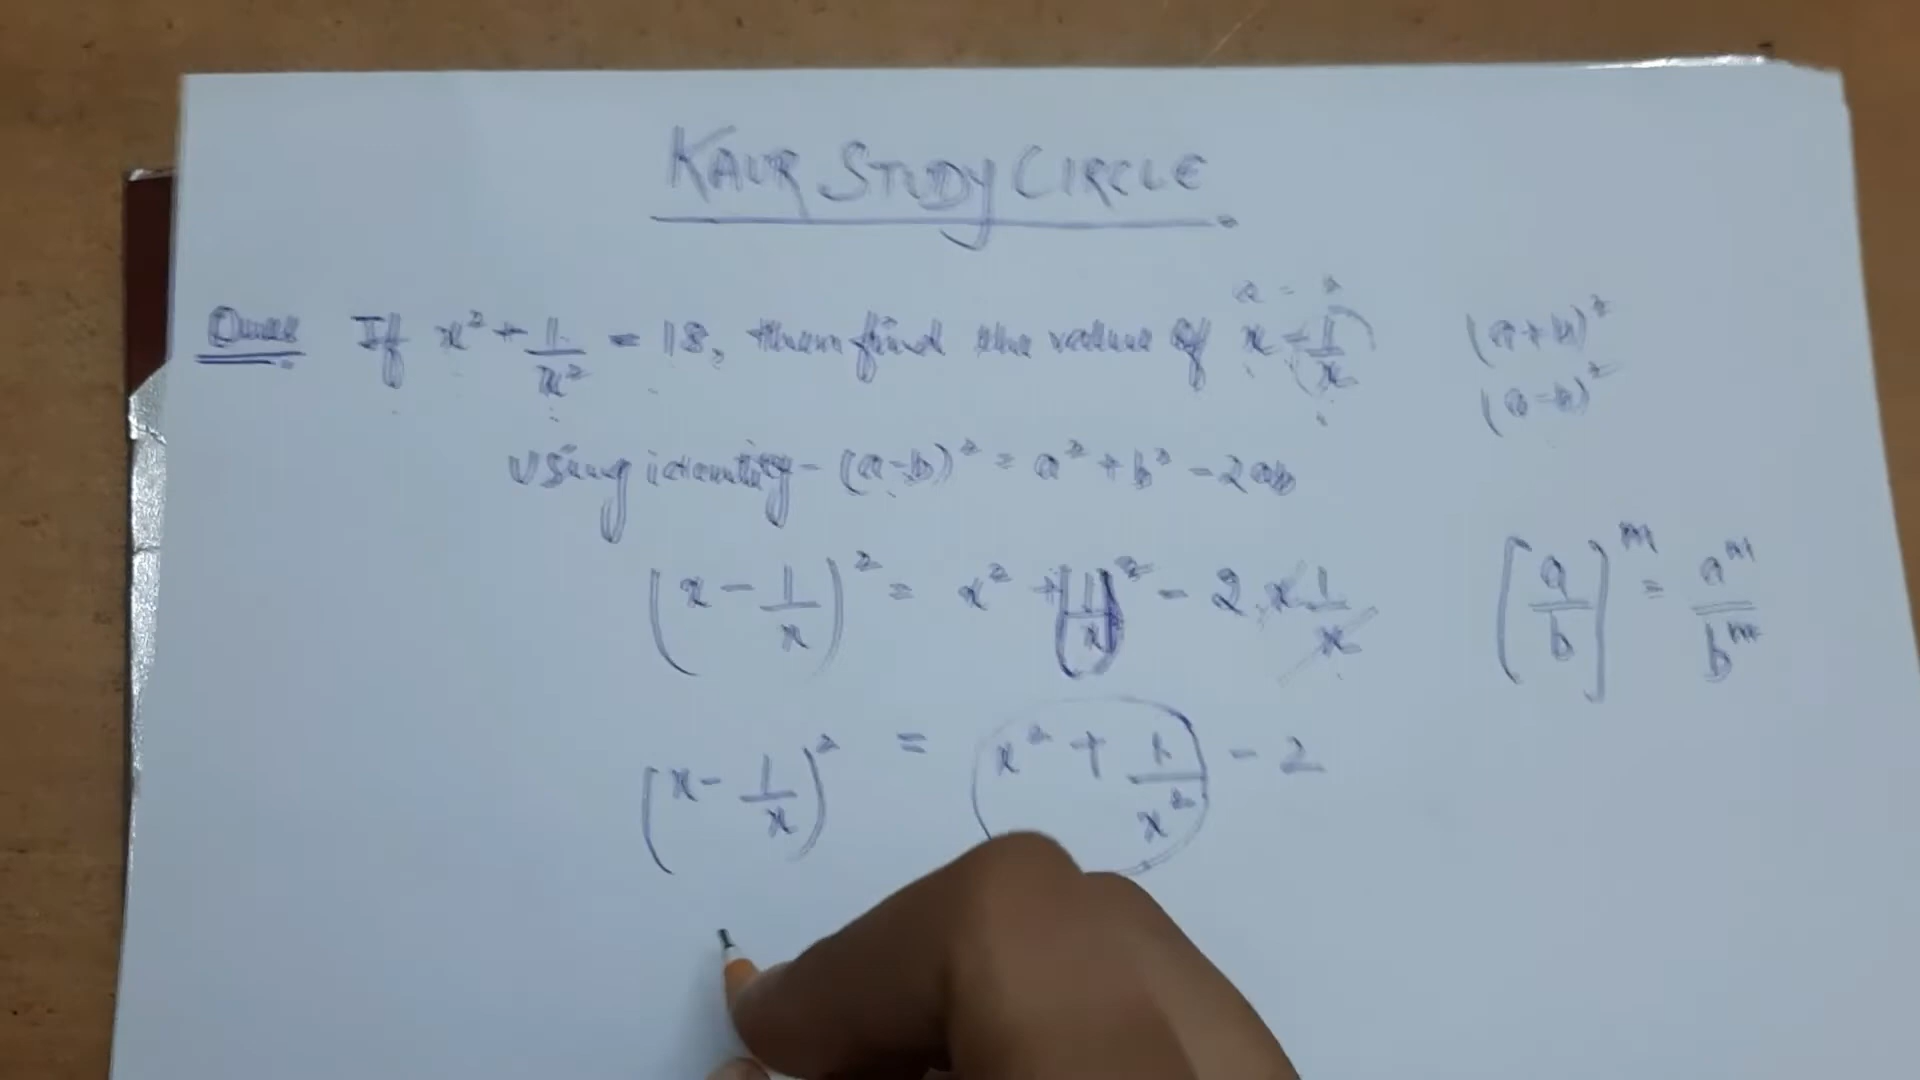 KAUR STUDY CIRCLE
Ques If x² + 1/x² = 18, then find the value of x - 1/x
(a+b)²
(a-b)²
Using identity - (a-b)² = a² + b² - 2ab
(x - 1/x)² = x² + (1/x)² - 2 x 1/x
[a/b]^m = a^m/b^m
(x - 1/x)² = x² + 1/x² - 2